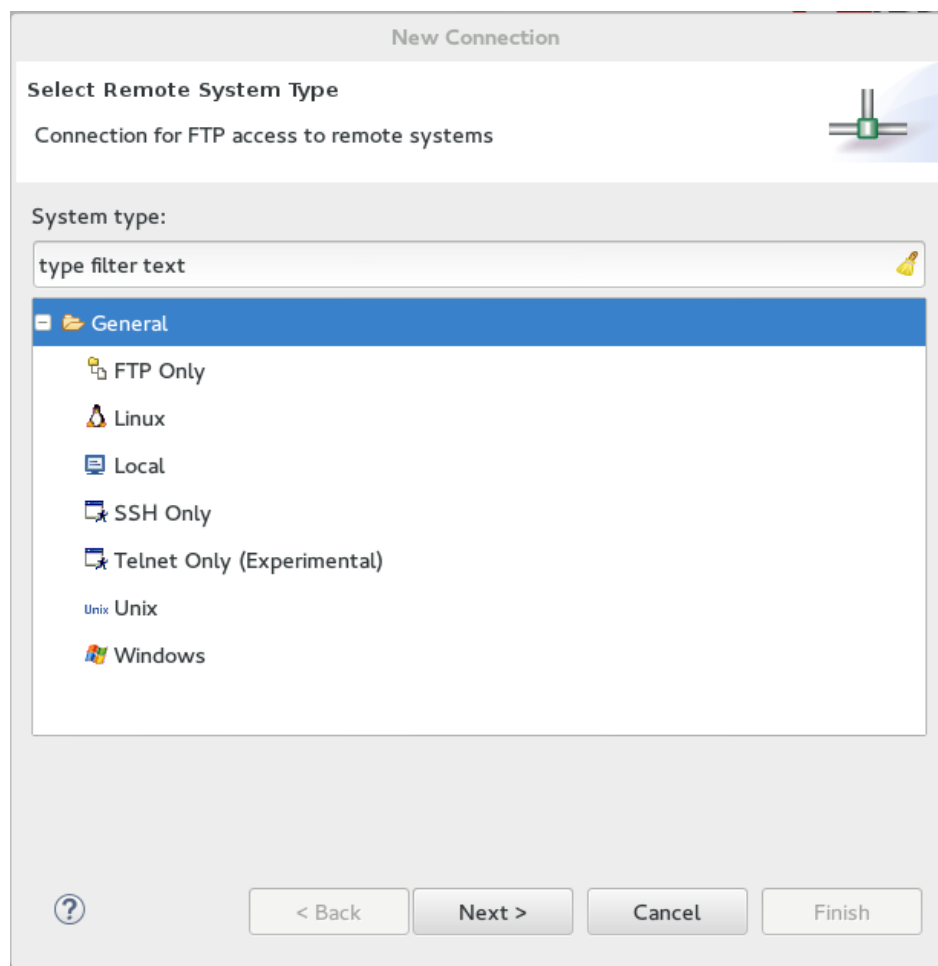 New Connection
Select Remote System Type
Connection for FTP access to remote systems
System type:
type filter text
General
FTP Only
Linux
Local
SSH Only
Telnet Only (Experimental)
Unix Unix
Windows
? < Back Next > Cancel Finish